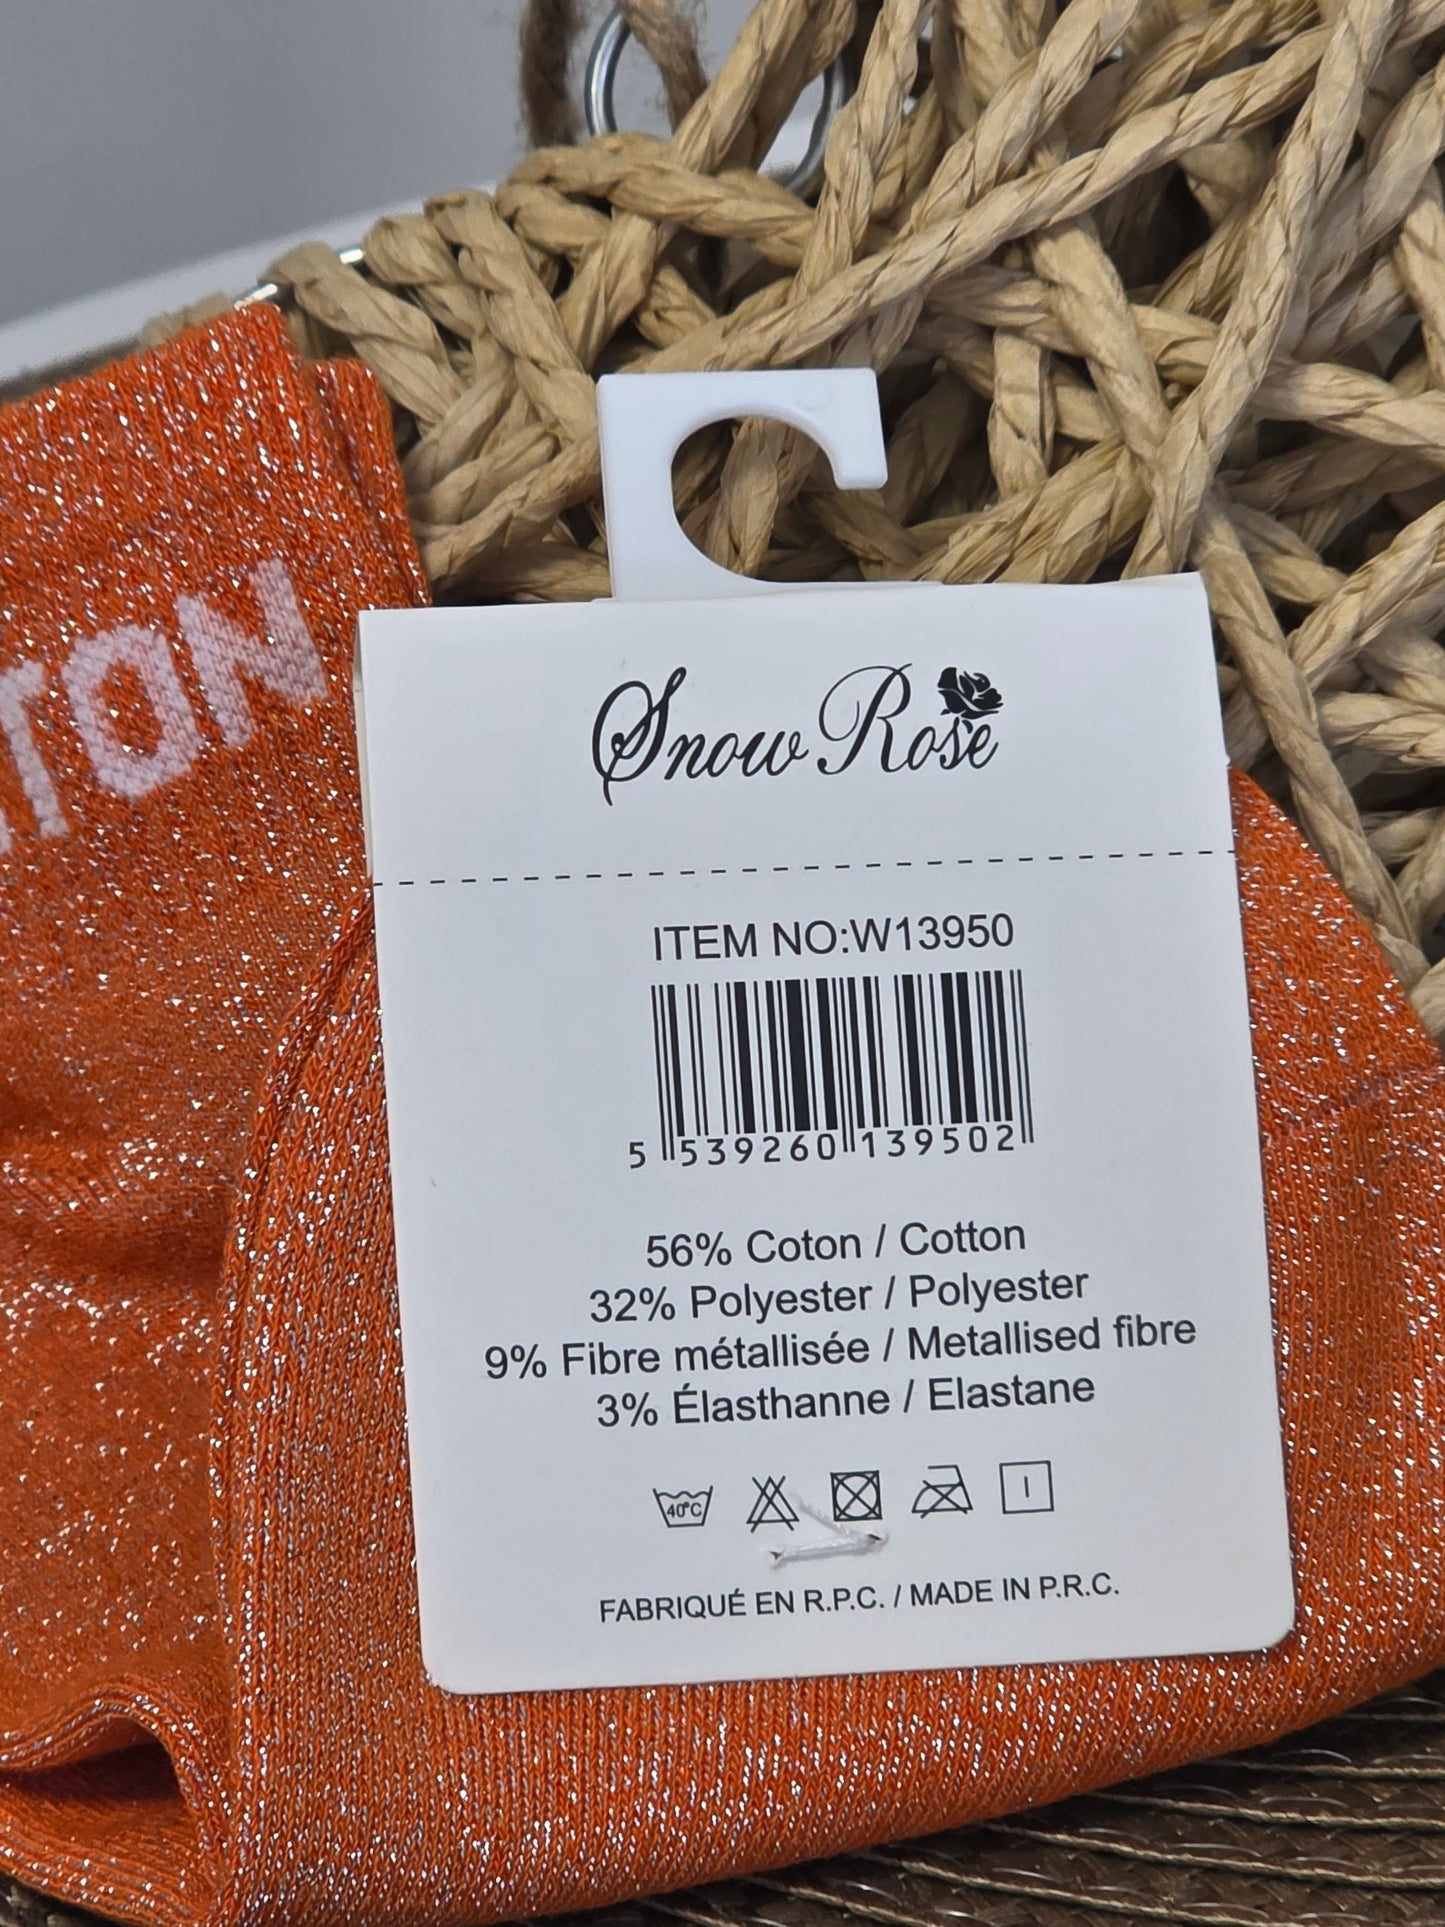 TON
Snow Rose
ITEM NO:W13950
5 539260 139502
56% Coton / Cotton
32% Polyester / Polyester
9% Fibre métallisée / Metallised fibre
3% Élasthanne / Elastane
40°C
FABRIQUÉ EN R.P.C. / MADE IN P.R.C.